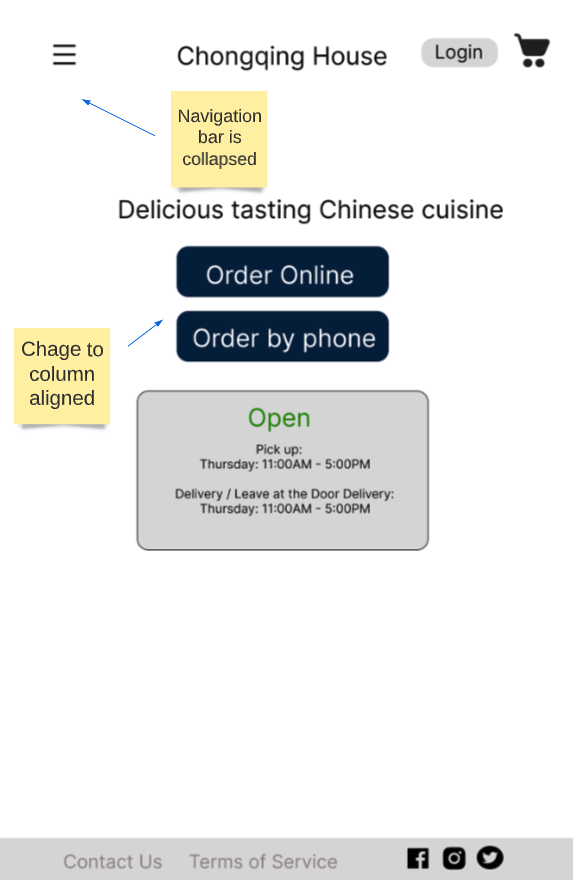 Chongqing House
Login
Navigation
bar is
collapsed
Delicious tasting Chinese cuisine
Order Online
Order by phone
Chage to
column
aligned
Open
Pick up:
Thursday: 11:00AM - 5:00PM
Delivery / Leave at the Door Delivery:
Thursday: 11:00AM - 5:00PM
Contact Us
Terms of Service